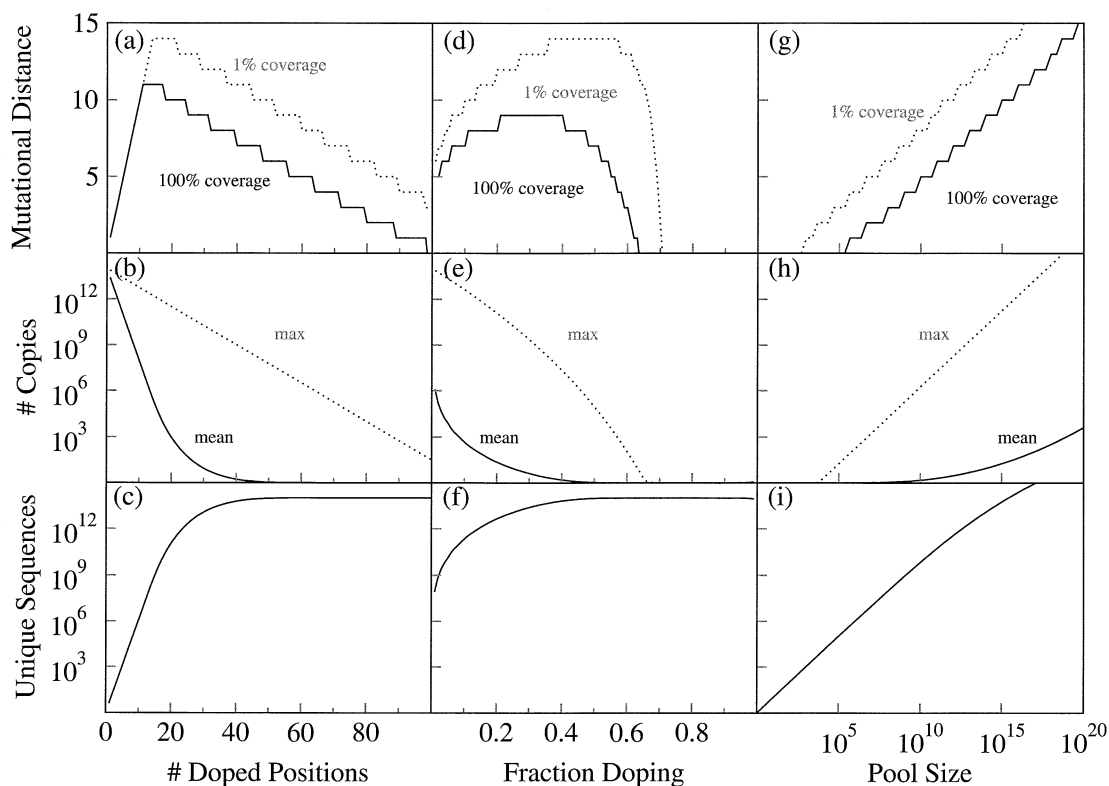 Mutational Distance
15
10
5
(a)
1% coverage
100% coverage
(d)
1% coverage
100% coverage
(g)
1% coverage
100% coverage
# Copies
10^12
10^9
10^6
10^3
(b)
max
mean
(e)
max
mean
(h)
max
mean
Unique Sequences
10^12
10^9
10^6
10^3
(c)
(f)
(i)
0 20 40 60 80
0.2 0.4 0.6 0.8
10^5 10^10 10^15 10^20
# Doped Positions
Fraction Doping
Pool Size